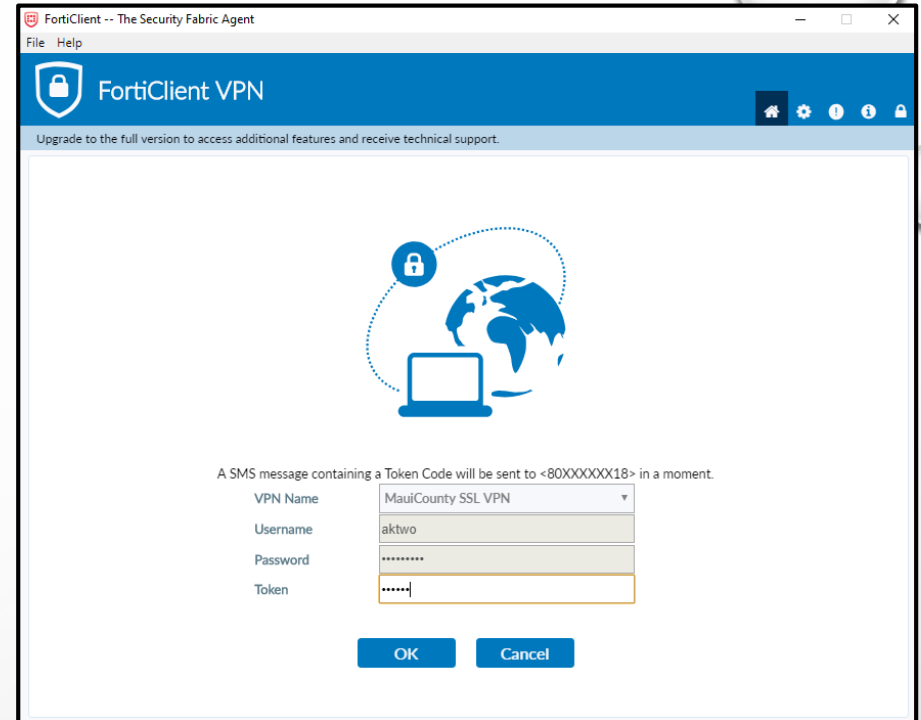 FortiClient -- The Security Fabric Agent
File Help
FortiClient VPN
Upgrade to the full version to access additional features and receive technical support.
A SMS message containing a Token Code will be sent to <80XXXXXX18> in a moment.
VPN Name MauiCounty SSL VPN
Username aktwo
Password •••••••••
Token ••••••
OK Cancel